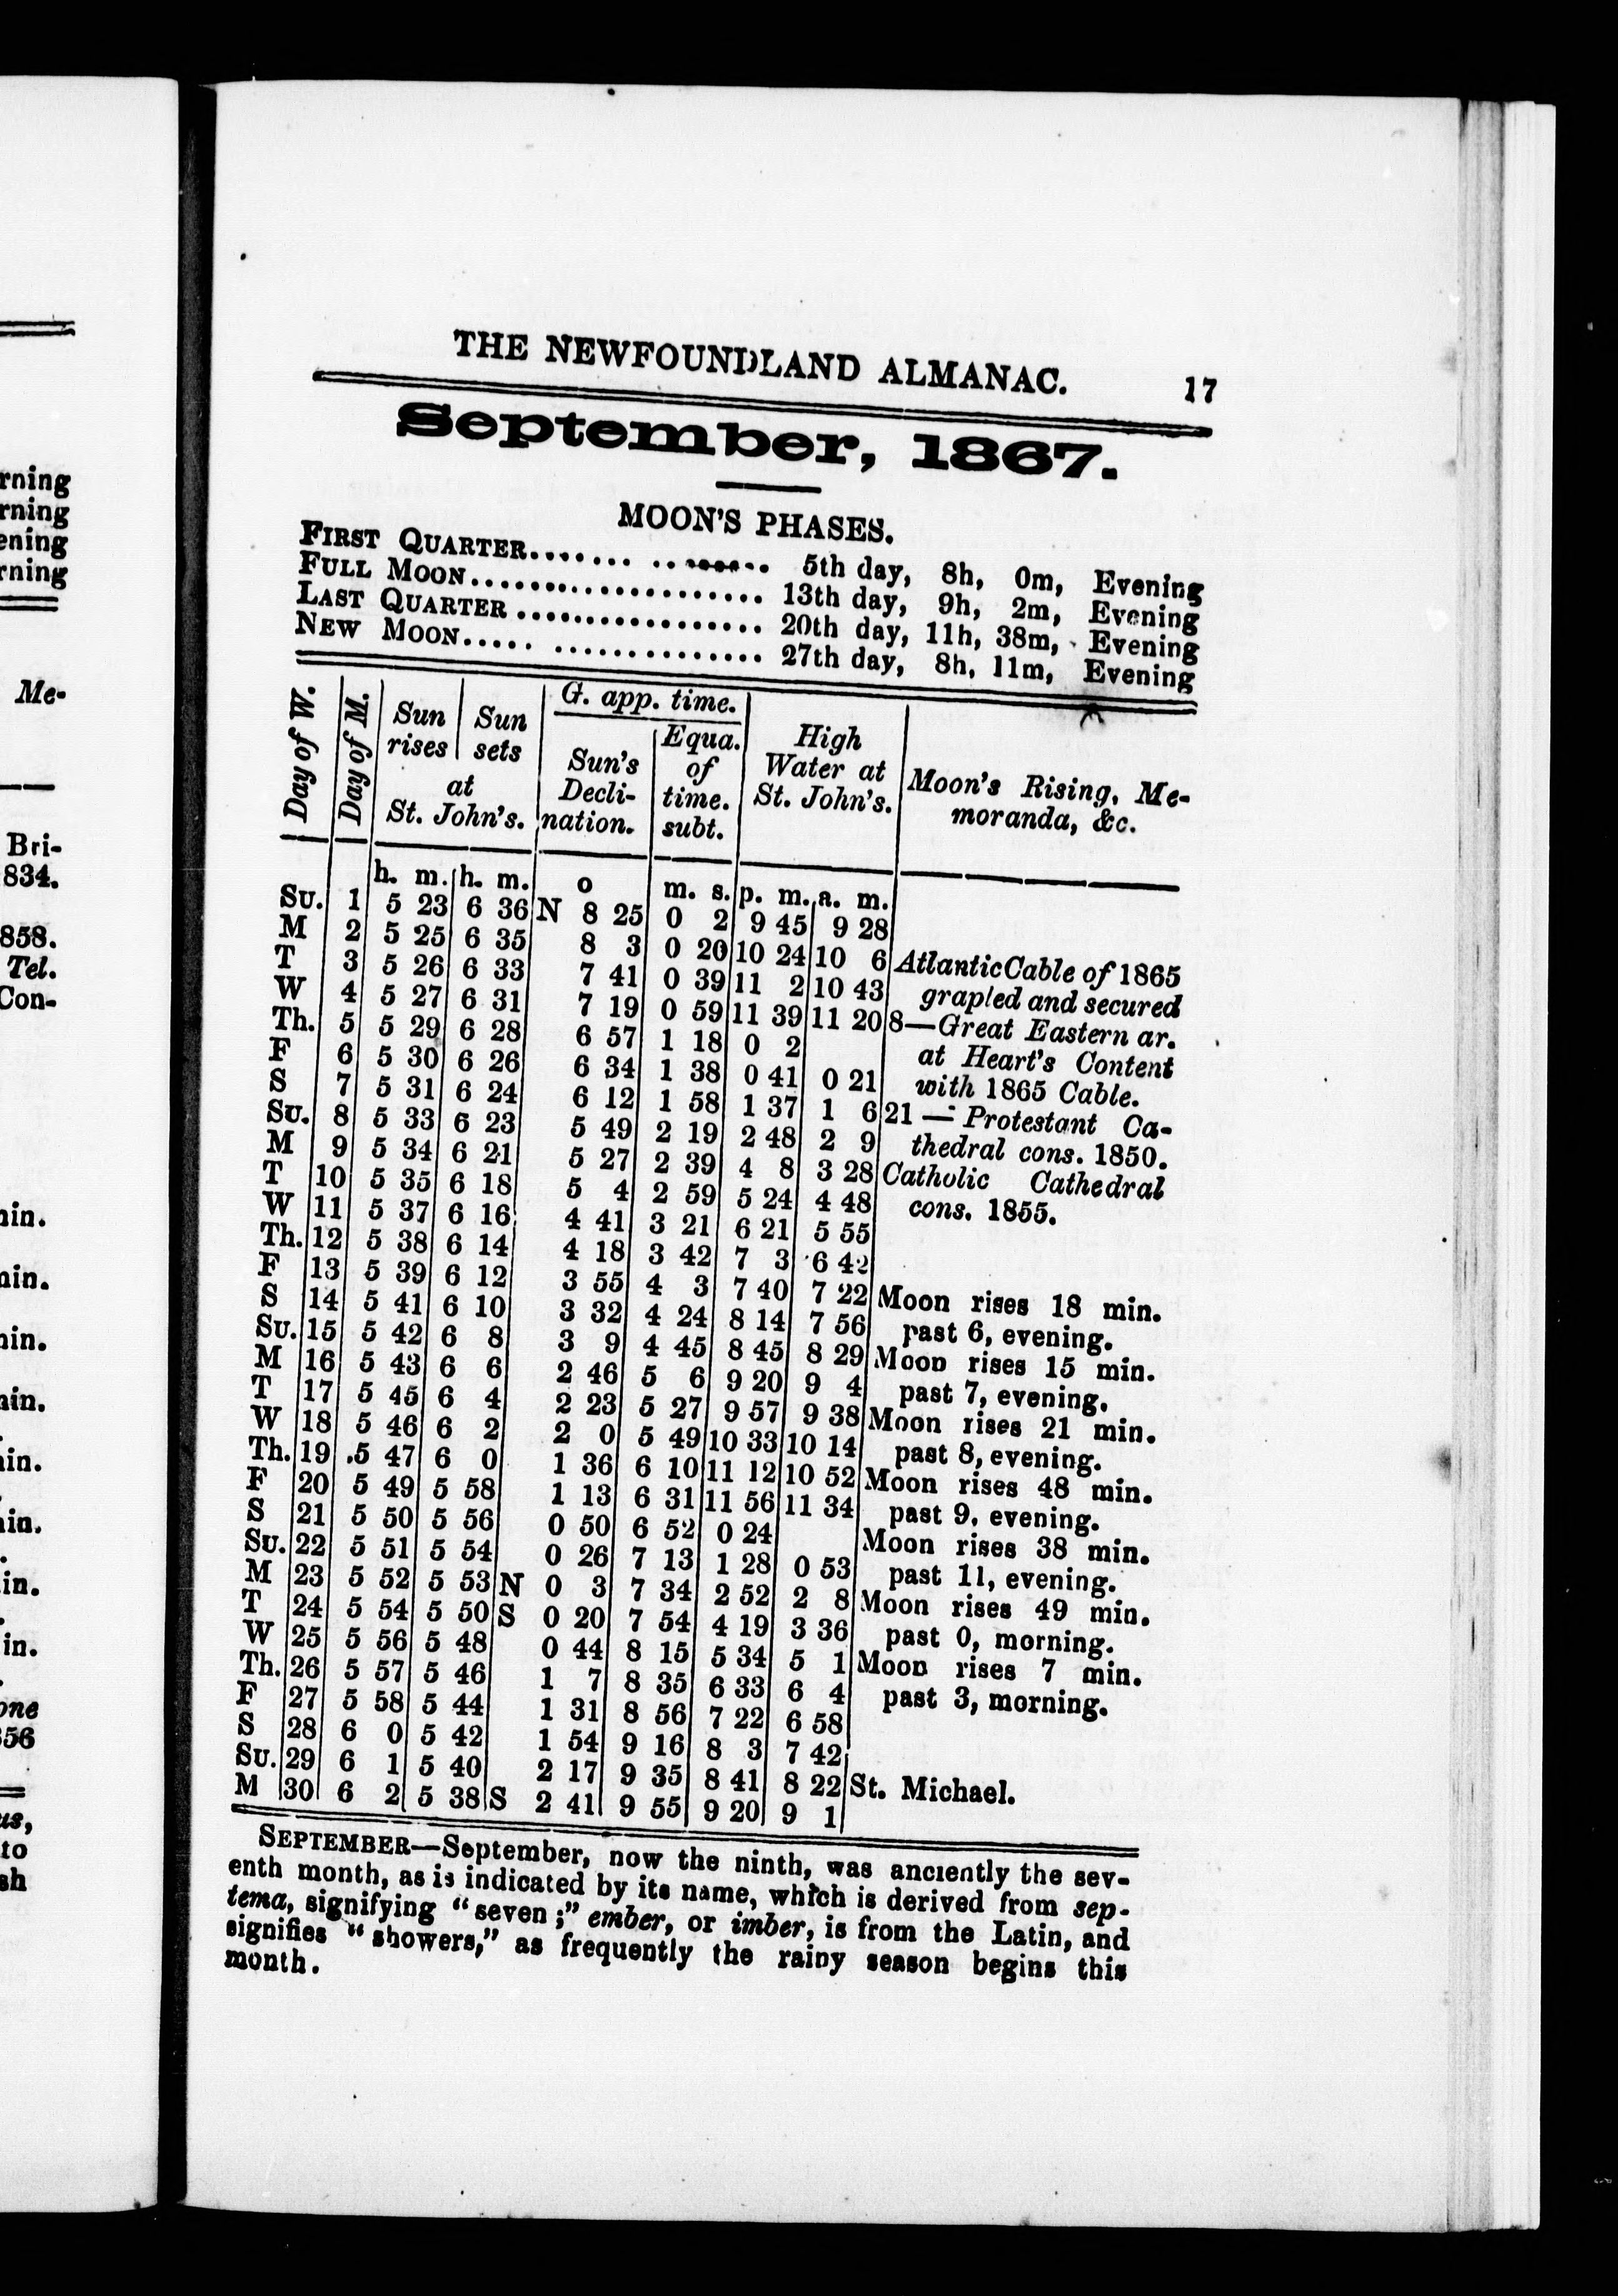 rning
rning
ening
rning
Me-
Bri-
834.
858.
Tel.
Con-
in.
in.
in.
in.
in.
in.
in.
in.
one
56
us,
to
sh
THE NEWFOUNDLAND ALMANAC. 17
September, 1867.
MOON'S PHASES.
FIRST QUARTER....... ........ 5th day, 8h, 0m, Evening
FULL MOON.................... 13th day, 9h, 2m, Evening
LAST QUARTER ................. 20th day, 11h, 38m, Evening
NEW MOON..... .............. 27th day, 8h, 11m, Evening
Day of W.
Day of M.
Sun rises
Sun sets
at
St. John's.
G. app. time.
Sun's
Decli-
nation.
Equa.
of
time.
subt.
High
Water at
St. John's.
Moon's Rising, Me-
moranda, &c.
h. m. h. m. o m. s. p. m. a. m.
SU. 1 5 23 6 36 N 8 25 0 2 9 45 9 28
M 2 5 25 6 35 8 3 0 20 10 24 10 6 Atlantic Cable of 1865
T 3 5 26 6 33 7 41 0 39 11 2 10 43 grapled and secured
W 4 5 27 6 31 7 19 0 59 11 39 11 20 8—Great Eastern ar.
Th. 5 5 29 6 28 6 57 1 18 0 2 at Heart's Content
F 6 5 30 6 26 6 34 1 38 0 41 0 21 with 1865 Cable.
S 7 5 31 6 24 6 12 1 58 1 37 1 6 21— Protestant Ca-
SU. 8 5 33 6 23 5 49 2 19 2 48 2 9 thedral cons. 1850.
M 9 5 34 6 21 5 27 2 39 4 8 3 28 Catholic Cathedral
T 10 5 35 6 18 5 4 2 59 5 24 4 48 cons. 1855.
W 11 5 37 6 16 4 41 3 21 6 21 5 55
Th. 12 5 38 6 14 4 18 3 42 7 3 6 42
F 13 5 39 6 12 3 55 4 3 7 40 7 22 Moon rises 18 min.
S 14 5 41 6 10 3 32 4 24 8 14 7 56 past 6, evening.
SU. 15 5 42 6 8 3 9 4 45 8 45 8 29 Moon rises 15 min.
M 16 5 43 6 6 2 46 5 6 9 20 9 4 past 7, evening.
T 17 5 45 6 4 2 23 5 27 9 57 9 38 Moon rises 21 min.
W 18 5 46 6 2 2 0 5 49 10 33 10 14 past 8, evening.
Th. 19 5 47 6 0 1 36 6 10 11 12 10 52 Moon rises 48 min.
F 20 5 49 5 58 1 13 6 31 11 56 11 34 past 9, evening.
S 21 5 50 5 56 0 50 6 52 0 24 Moon rises 38 min.
SU. 22 5 51 5 54 0 26 7 13 1 28 0 53 past 11, evening.
M 23 5 52 5 53 N 0 3 7 34 2 52 2 8 Moon rises 49 min.
T 24 5 54 5 50 S 0 20 7 54 4 19 3 36 past 0, morning.
W 25 5 56 5 48 0 44 8 15 5 34 5 1 Moon rises 7 min.
Th. 26 5 57 5 46 1 7 8 35 6 33 6 4 past 3, morning.
F 27 5 58 5 44 1 31 8 56 7 22 6 58
S 28 6 0 5 42 1 54 9 16 8 3 7 42
SU. 29 6 1 5 40 2 17 9 35 8 41 8 22 St. Michael.
M 30 6 2 5 38 S 2 41 9 55 9 20 9 1
SEPTEMBER—September, now the ninth, was anciently the sev-
enth month, as is indicated by its name, which is derived from sep-
tema, signifying "seven;" ember, or imber, is from the Latin, and
signifies "showers," as frequently the rainy season begins this
month.